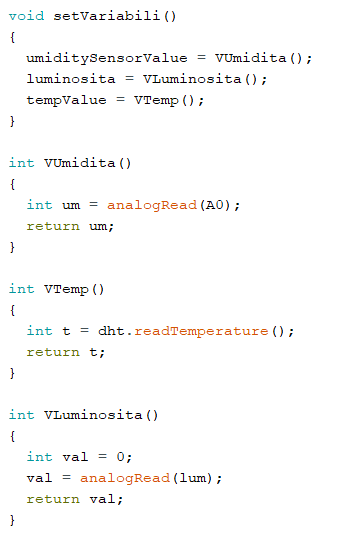 void setVariabili()
{
  umiditySensorValue = VUmidita();
  luminosita = VLuminosita();
  tempValue = VTemp();
}

int VUmidita()
{
  int um = analogRead(A0);
  return um;
}

int VTemp()
{
  int t = dht.readTemperature();
  return t;
}

int VLuminosita()
{
  int val = 0;
  val = analogRead(lum);
  return val;
}